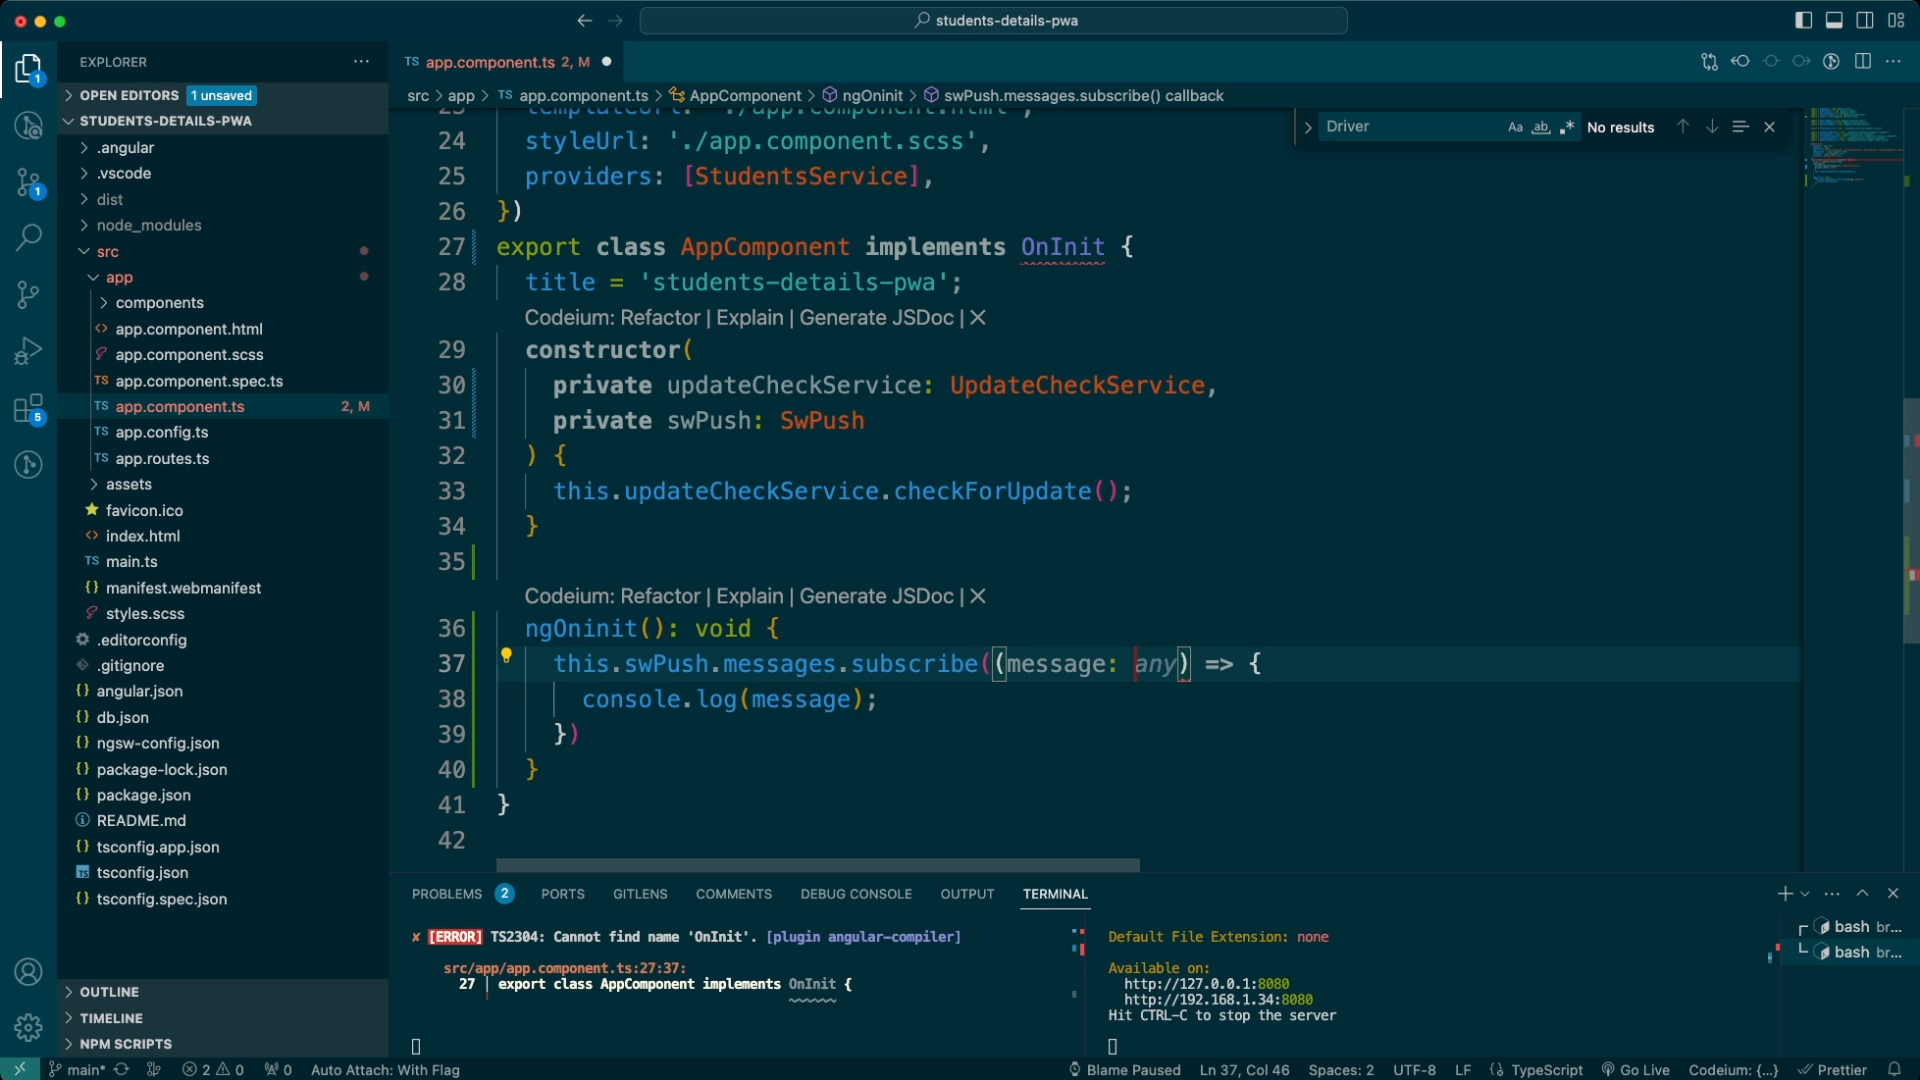 students-details-pwa
EXPLORER
OPEN EDITORS 1 unsaved
STUDENTS-DETAILS-PWA
.angular
.vscode
dist
node_modules
src
app
components
app.component.html
app.component.scss
TS app.component.spec.ts
TS app.component.ts 2, M
TS app.config.ts
TS app.routes.ts
assets
favicon.ico
index.html
TS main.ts
{} manifest.webmanifest
styles.scss
.editorconfig
.gitignore
{} angular.json
{} db.json
{} ngsw-config.json
{} package-lock.json
{} package.json
README.md
{} tsconfig.app.json
TS tsconfig.json
{} tsconfig.spec.json
OUTLINE
TIMELINE
NPM SCRIPTS
1
1
5
TS app.component.ts 2, M
src > app > TS app.component.ts > AppComponent > ngOninit > swPush.messages.subscribe() callback
Driver Aa ab .* No results
23 templateUrl: './app.component.html',
24 styleUrl: './app.component.scss',
25 providers: [StudentsService],
26 })
27 export class AppComponent implements OnInit {
28 title = 'students-details-pwa';
Codeium: Refactor | Explain | Generate JSDoc | X
29 constructor(
30 private updateCheckService: UpdateCheckService,
31 private swPush: SwPush
32 ) {
33 this.updateCheckService.checkForUpdate();
34 }
35
Codeium: Refactor | Explain | Generate JSDoc | X
36 ngOninit(): void {
37 this.swPush.messages.subscribe((message: any) => {
38 console.log(message);
39 })
40 }
41 }
42
PROBLEMS 2 PORTS GITLENS COMMENTS DEBUG CONSOLE OUTPUT TERMINAL
✘ [ERROR] TS2304: Cannot find name 'OnInit'. [plugin angular-compiler]
src/app/app.component.ts:27:37:
27 │ export class AppComponent implements OnInit {
Default File Extension: none
Available on:
http://127.0.0.1:8080
http://192.168.1.34:8080
Hit CTRL-C to stop the server
bash br...
bash br...
main* 2 0 0 Auto Attach: With Flag
Blame Paused Ln 37, Col 46 Spaces: 2 UTF-8 LF {} TypeScript Go Live Codeium: {...} Prettier